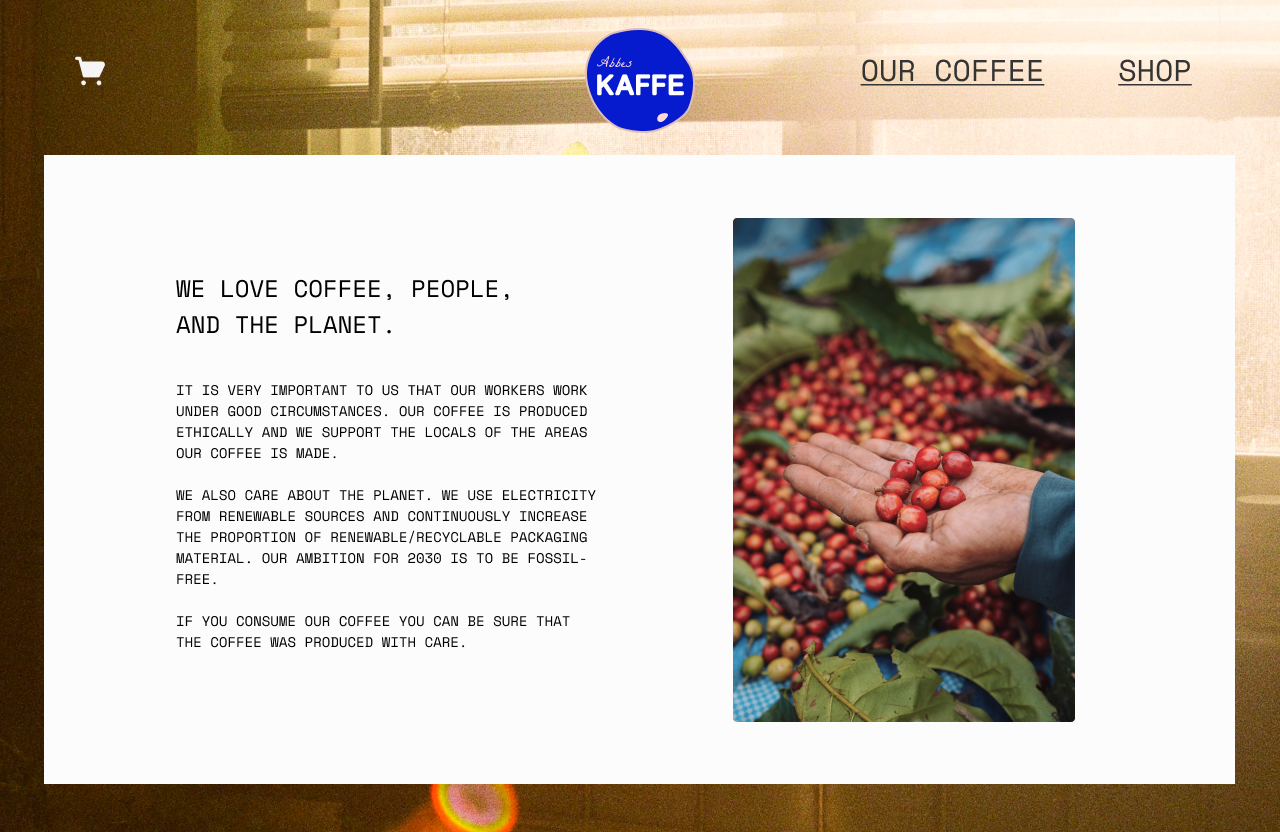 Abbes
KAFFE
OUR COFFEE
SHOP
WE LOVE COFFEE, PEOPLE,
AND THE PLANET.
IT IS VERY IMPORTANT TO US THAT OUR WORKERS WORK
UNDER GOOD CIRCUMSTANCES. OUR COFFEE IS PRODUCED
ETHICALLY AND WE SUPPORT THE LOCALS OF THE AREAS
OUR COFFEE IS MADE.
WE ALSO CARE ABOUT THE PLANET. WE USE ELECTRICITY
FROM RENEWABLE SOURCES AND CONTINUOUSLY INCREASE
THE PROPORTION OF RENEWABLE/RECYCLABLE PACKAGING
MATERIAL. OUR AMBITION FOR 2030 IS TO BE FOSSIL-
FREE.
IF YOU CONSUME OUR COFFEE YOU CAN BE SURE THAT
THE COFFEE WAS PRODUCED WITH CARE.